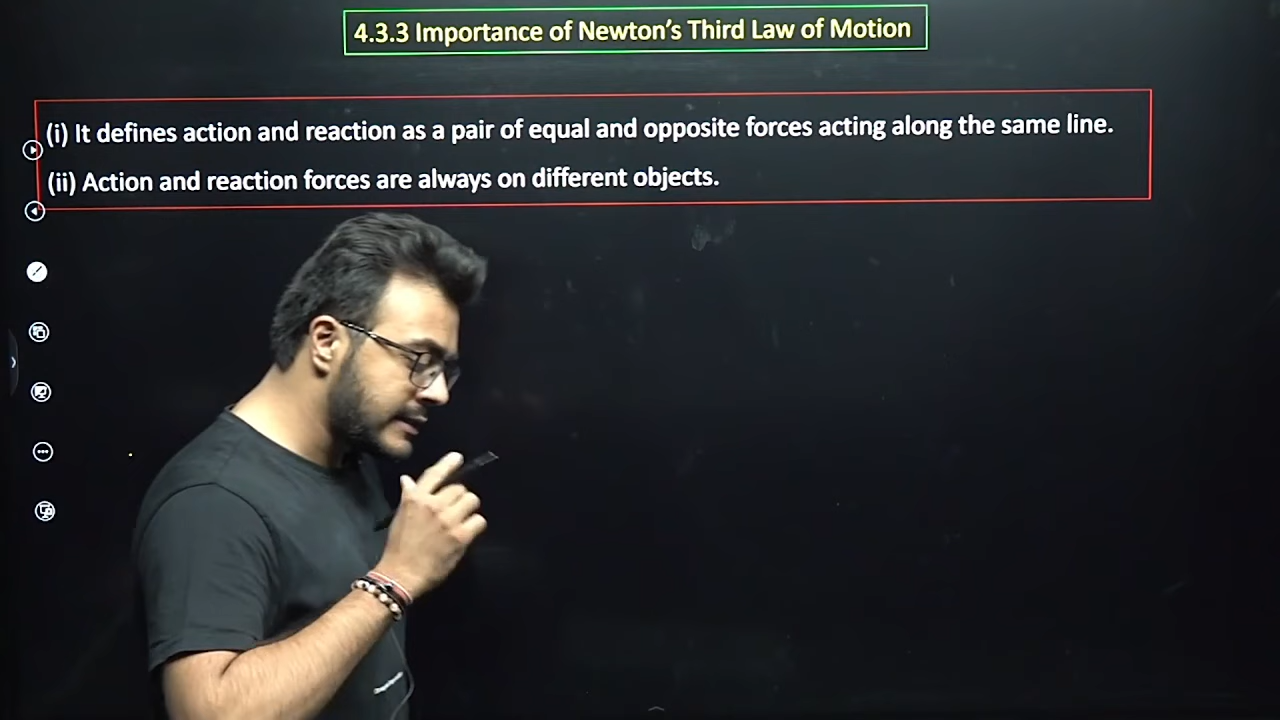 4.3.3 Importance of Newton's Third Law of Motion
(i) It defines action and reaction as a pair of equal and opposite forces acting along the same line.
(ii) Action and reaction forces are always on different objects.